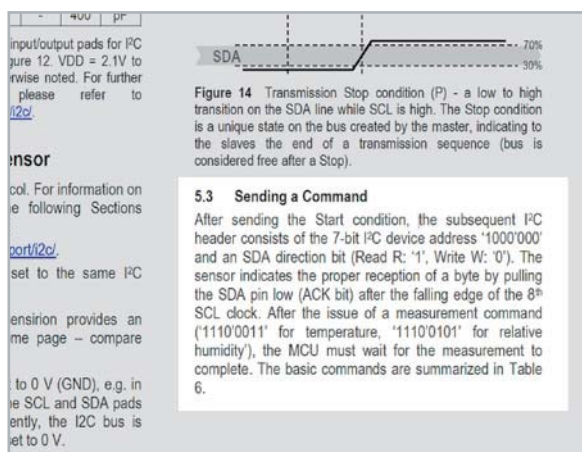 - 400 pF
input/output pads for I²C
gure 12. VDD = 2.1V to
erwise noted. For further
please refer to
/i2c/.
ensor
col. For information on
e following Sections
port/i2c/.
set to the same I²C
ensirion provides an
me page – compare
to 0 V (GND), e.g. in
e SCL and SDA pads
ently, the I2C bus is
set to 0 V.
SDA
70%
30%
Figure 14 Transmission Stop condition (P) - a low to high
transition on the SDA line while SCL is high. The Stop condition
is a unique state on the bus created by the master, indicating to
the slaves the end of a transmission sequence (bus is
considered free after a Stop).
5.3 Sending a Command
After sending the Start condition, the subsequent I²C
header consists of the 7-bit I²C device address ‘1000’000’
and an SDA direction bit (Read R: ‘1’, Write W: ‘0’). The
sensor indicates the proper reception of a byte by pulling
the SDA pin low (ACK bit) after the falling edge of the 8th
SCL clock. After the issue of a measurement command
(‘1110’0011’ for temperature, ‘1110’0101’ for relative
humidity’), the MCU must wait for the measurement to
complete. The basic commands are summarized in Table
6.